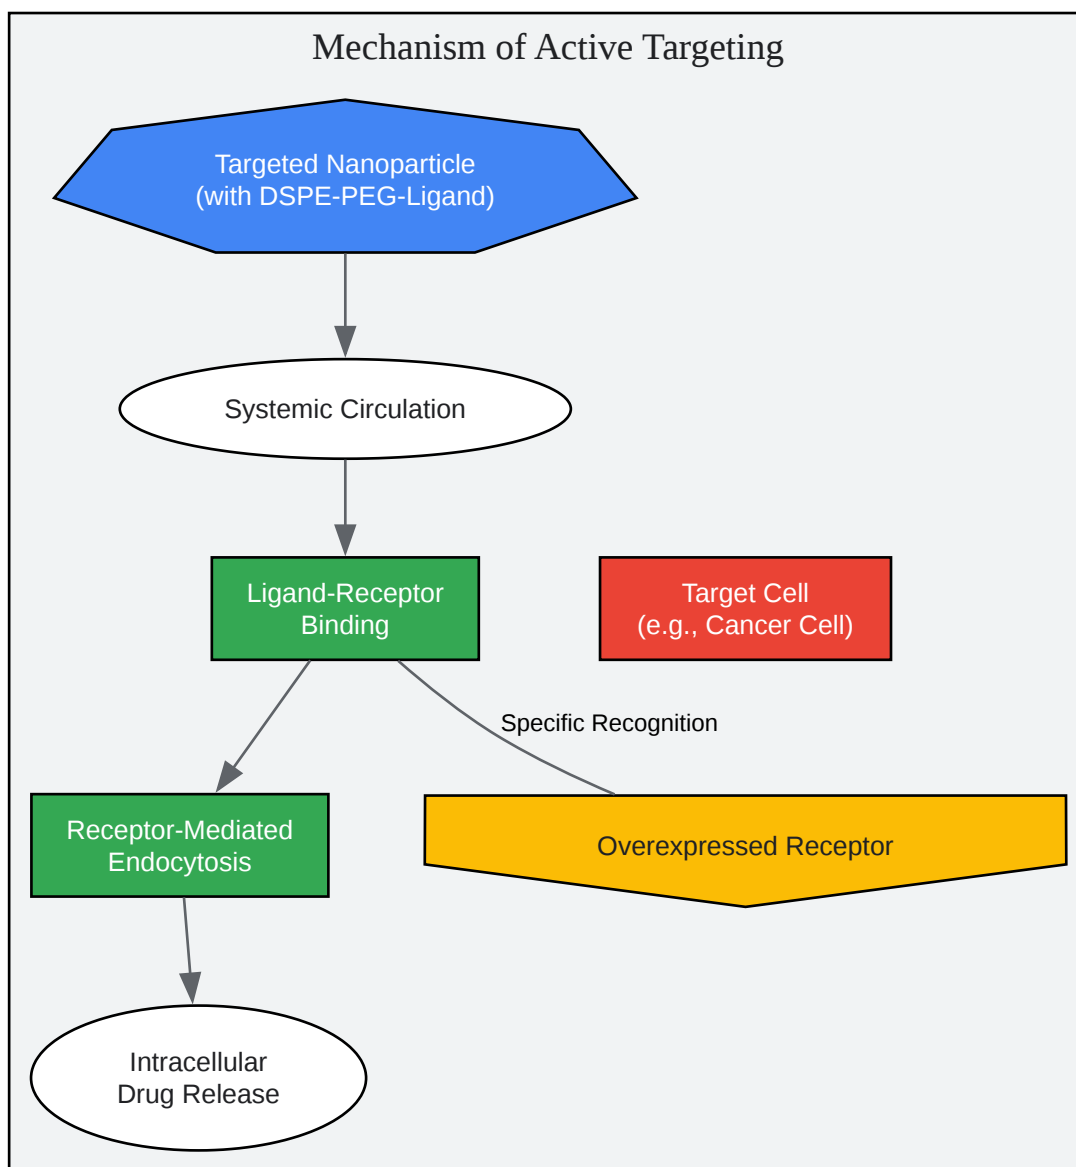 Mechanism of Active Targeting
Targeted Nanoparticle
(with DSPE-PEG-Ligand)
Systemic Circulation
Ligand-Receptor
Binding
Target Cell
(e.g., Cancer Cell)
Specific Recognition
Receptor-Mediated
Endocytosis
Overexpressed Receptor
Intracellular
Drug Release